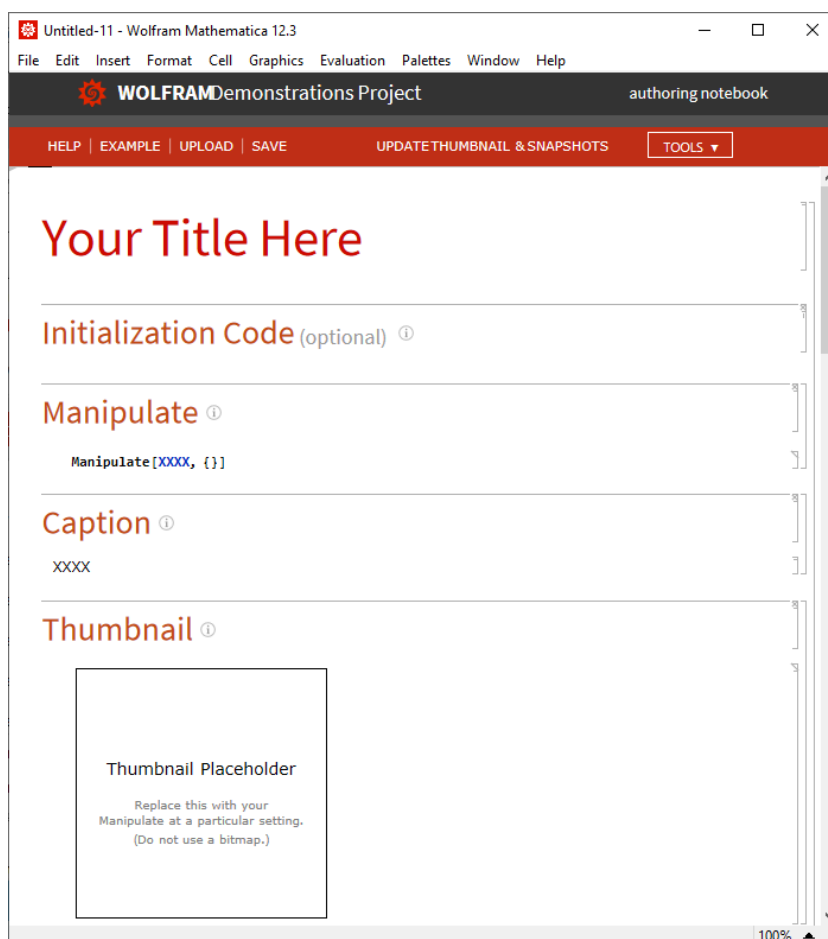 Untitled-11 - Wolfram Mathematica 12.3
File Edit Insert Format Cell Graphics Evaluation Palettes Window Help
WOLFRAM Demonstrations Project authoring notebook
HELP | EXAMPLE | UPLOAD | SAVE UPDATE THUMBNAIL & SNAPSHOTS TOOLS ▼
Your Title Here
Initialization Code (optional)
Manipulate
Manipulate[XXXX, {}]
Caption
XXXX
Thumbnail
Thumbnail Placeholder
Replace this with your
Manipulate at a particular setting.
(Do not use a bitmap.)
100%